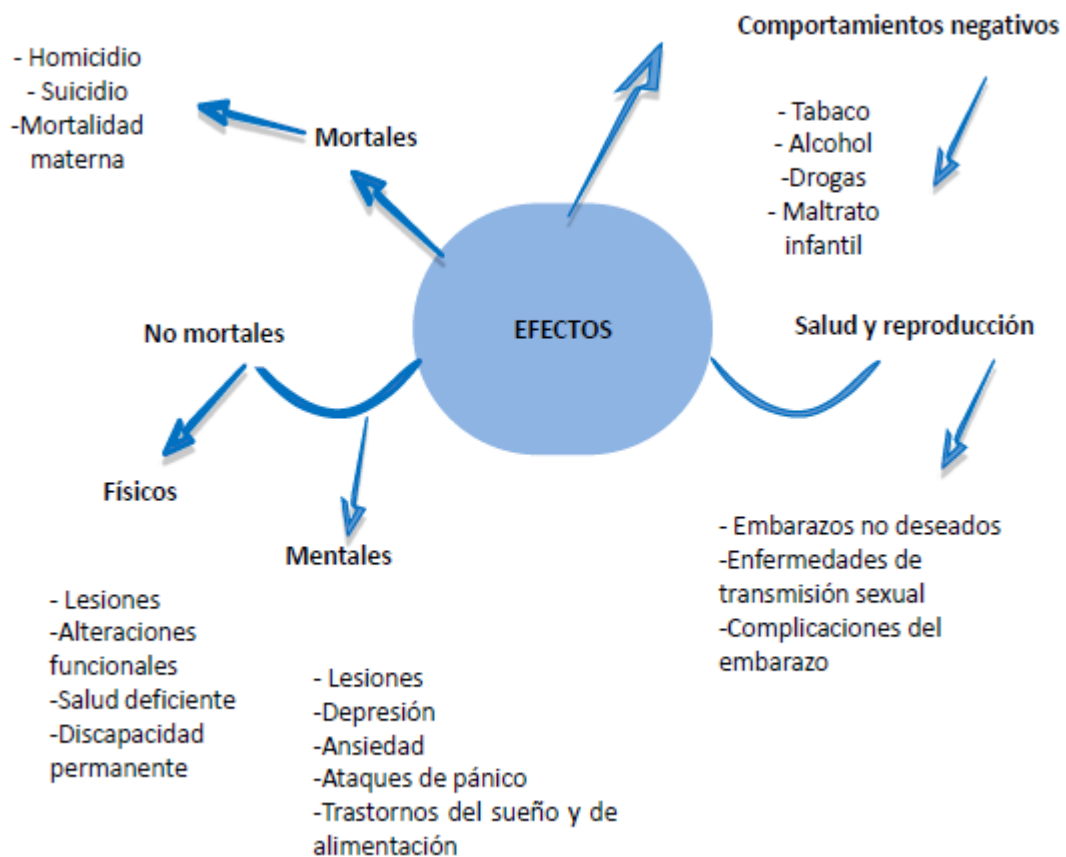 Comportamientos negativos
- Tabaco
- Alcohol
-Drogas
- Maltrato
infantil
- Homicidio
- Suicidio
-Mortalidad
materna
Mortales
EFECTOS
No mortales
Salud y reproducción
Físicos
Mentales
- Lesiones
-Alteraciones
funcionales
-Salud deficiente
-Discapacidad
permanente
- Lesiones
-Depresión
-Ansiedad
-Ataques de pánico
-Trastornos del sueño y de
alimentación
- Embarazos no deseados
-Enfermedades de
transmisión sexual
-Complicaciones del
embarazo